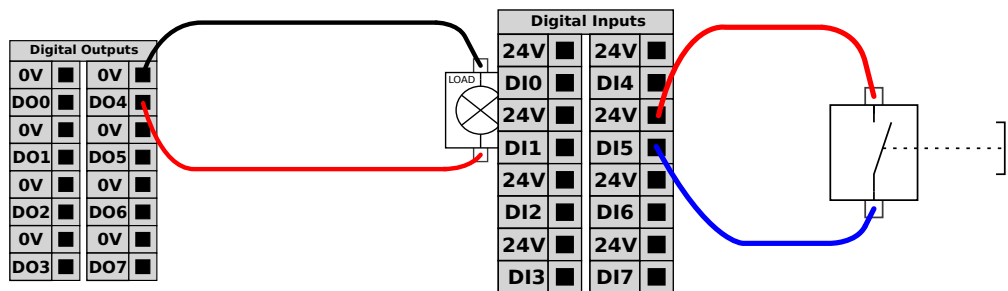 Digital Outputs
0V 0V
DO0 DO4
0V 0V
DO1 DO5
0V 0V
DO2 DO6
0V 0V
DO3 DO7
LOAD
Digital Inputs
24V 24V
DI0 DI4
24V 24V
DI1 DI5
24V 24V
DI2 DI6
24V 24V
DI3 DI7